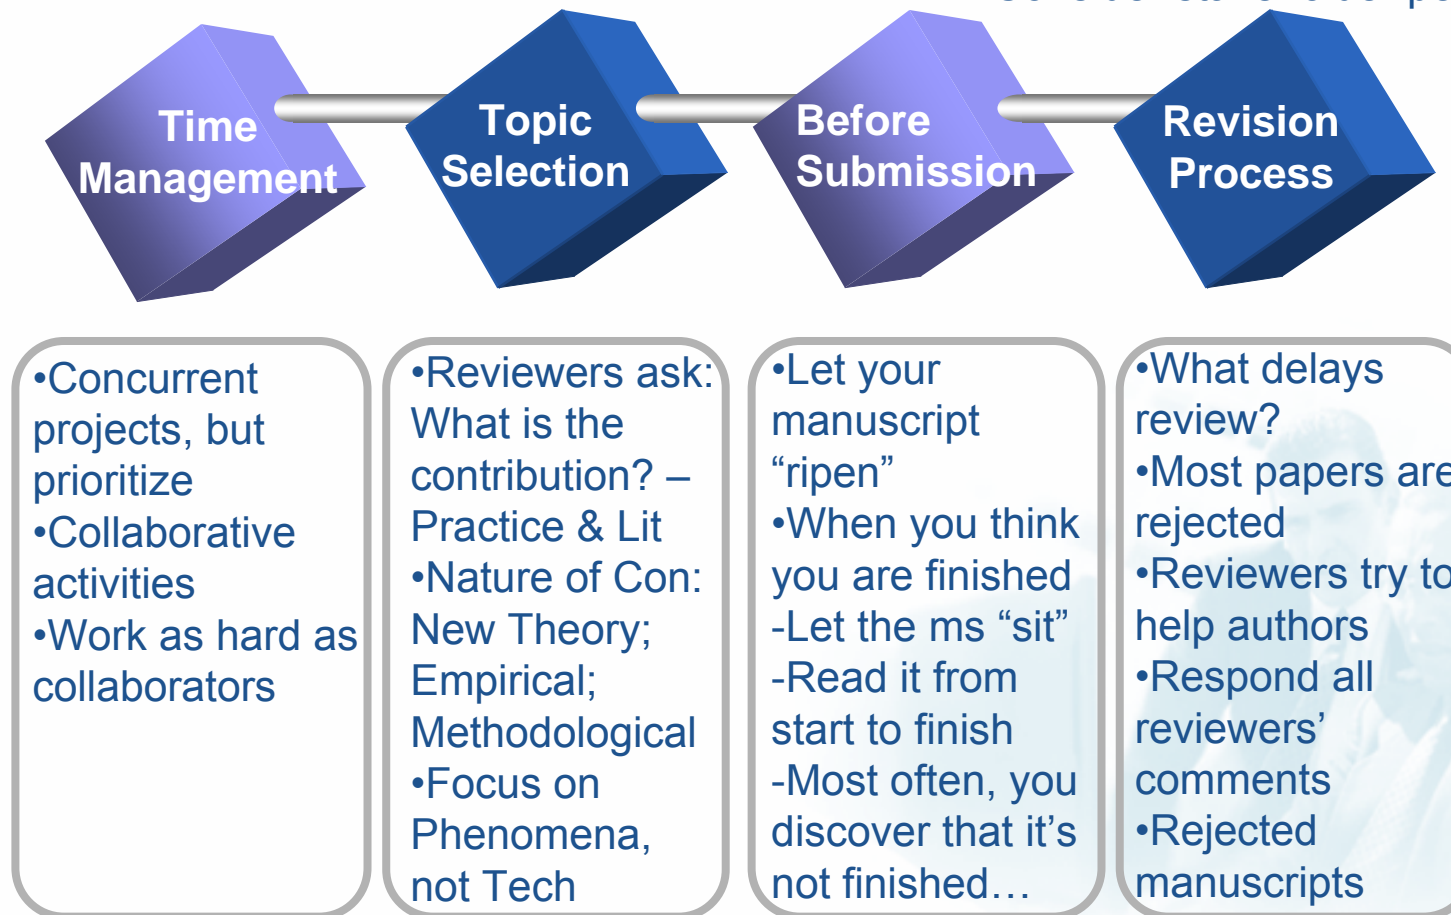 Time
Management
Topic
Selection
Before
Submission
Revision
Process
•Concurrent
projects, but
prioritize
•Collaborative
activities
•Work as hard as
collaborators
•Reviewers ask:
What is the
contribution? –
Practice & Lit
•Nature of Con:
New Theory;
Empirical;
Methodological
•Focus on
Phenomena,
not Tech
•Let your
manuscript
“ripen”
•When you think
you are finished
-Let the ms “sit”
-Read it from
start to finish
-Most often, you
discover that it’s
not finished…
•What delays
review?
•Most papers are
rejected
•Reviewers try to
help authors
•Respond all
reviewers’
comments
•Rejected
manuscripts